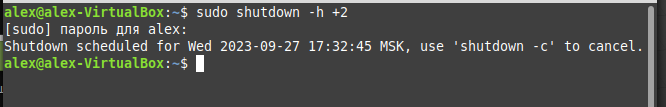 alex@alex-VirtualBox:~$ sudo shutdown -h +2
[sudo] пароль для alex:
Shutdown scheduled for Wed 2023-09-27 17:32:45 MSK, use 'shutdown -c' to cancel.
alex@alex-VirtualBox:~$